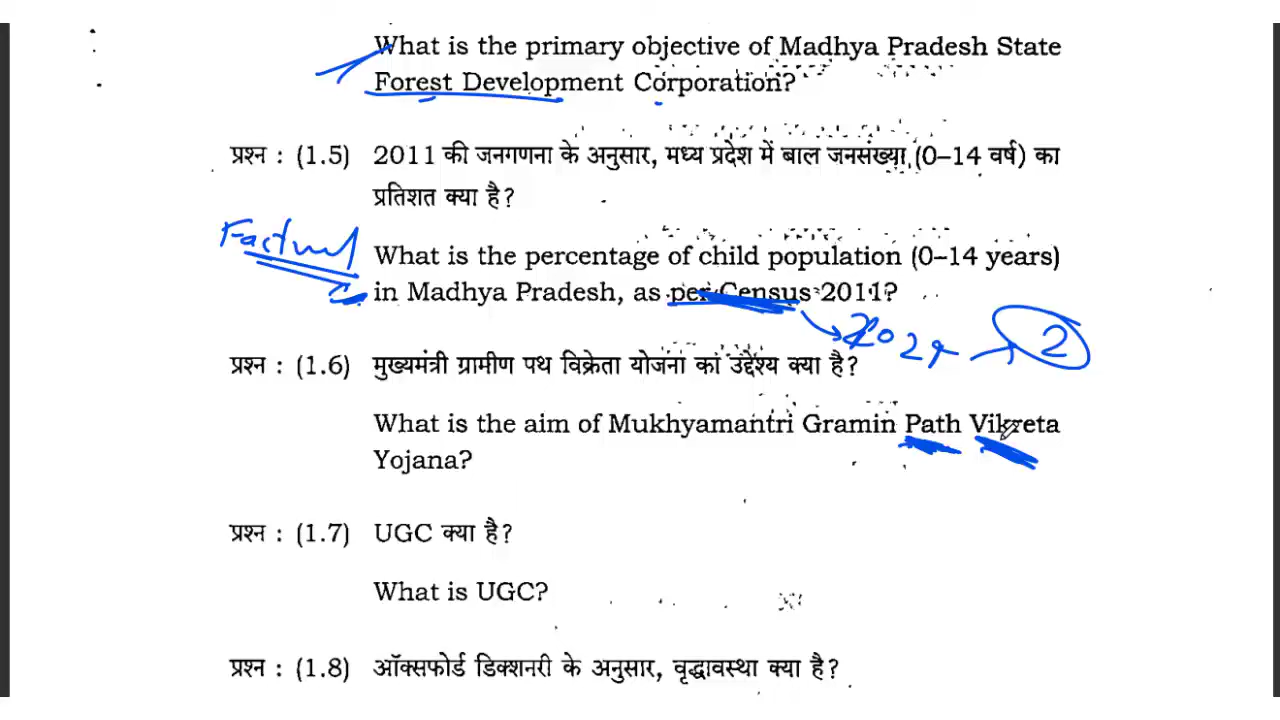 What is the primary objective of Madhya Pradesh State
Forest Development Corporation?
प्रश्न : (1.5) 2011 की जनगणना के अनुसार, मध्य प्रदेश में बाल जनसंख्या (0–14 वर्ष) का
प्रतिशत क्या है?
Factual
What is the percentage of child population (0–14 years)
in Madhya Pradesh, as per Census 2011?
2
प्रश्न : (1.6) मुख्यमंत्री ग्रामीण पथ विक्रेता योजना का उद्देश्य क्या है?
What is the aim of Mukhyamantri Gramin Path Vikreta
Yojana?
प्रश्न : (1.7) UGC क्या है?
What is UGC?
प्रश्न : (1.8) ऑक्सफोर्ड डिक्शनरी के अनुसार, वृद्धावस्था क्या है?